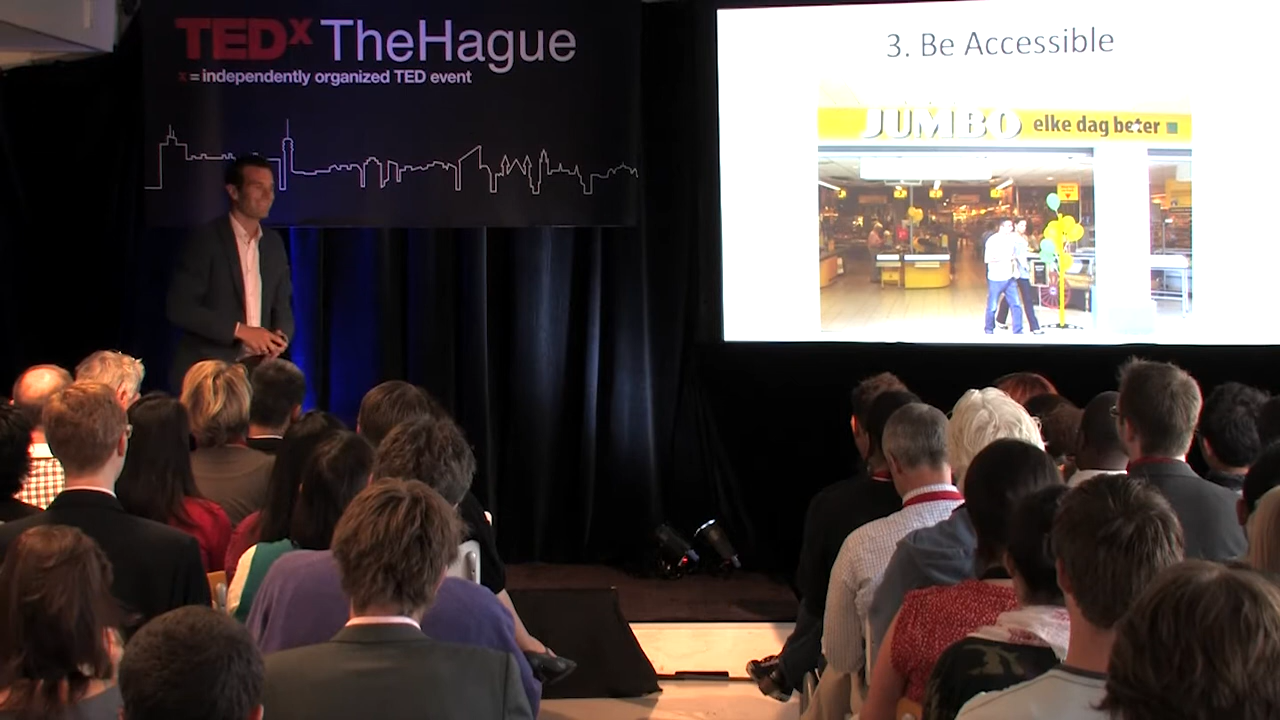 TEDx TheHague
x = independently organized TED event
3. Be Accessible
JUMBO elke dag beter